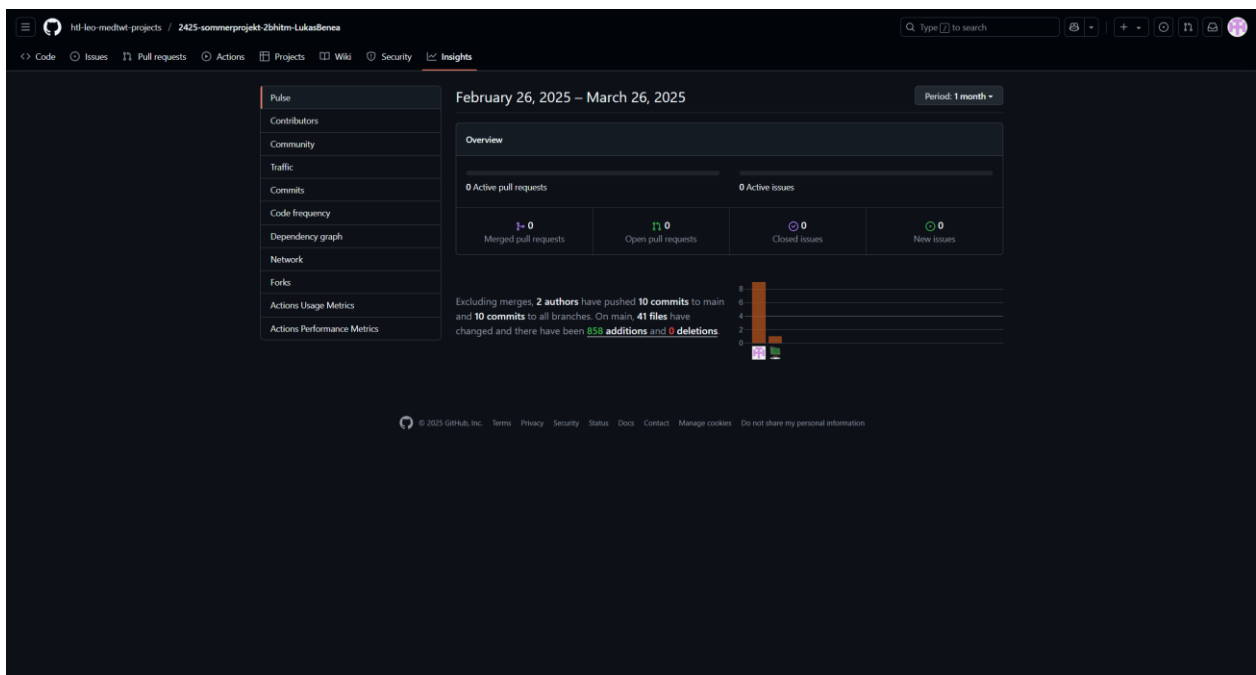 htl-leo-medtwt-projects / 2425-sommerprojekt-2bhitm-LukasBenea
Type / to search
Code Issues Pull requests Actions Projects Wiki Security Insights
Pulse
Contributors
Community
Traffic
Commits
Code frequency
Dependency graph
Network
Forks
Actions Usage Metrics
Actions Performance Metrics
February 26, 2025 – March 26, 2025
Period: 1 month
Overview
0 Active pull requests
0 Active issues
0
Merged pull requests
0
Open pull requests
0
Closed issues
0
New issues
Excluding merges, 2 authors have pushed 10 commits to main
and 10 commits to all branches. On main, 41 files have
changed and there have been 858 additions and 0 deletions.
8
6
4
2
0
© 2025 GitHub, Inc. Terms Privacy Security Status Docs Contact Manage cookies Do not share my personal information